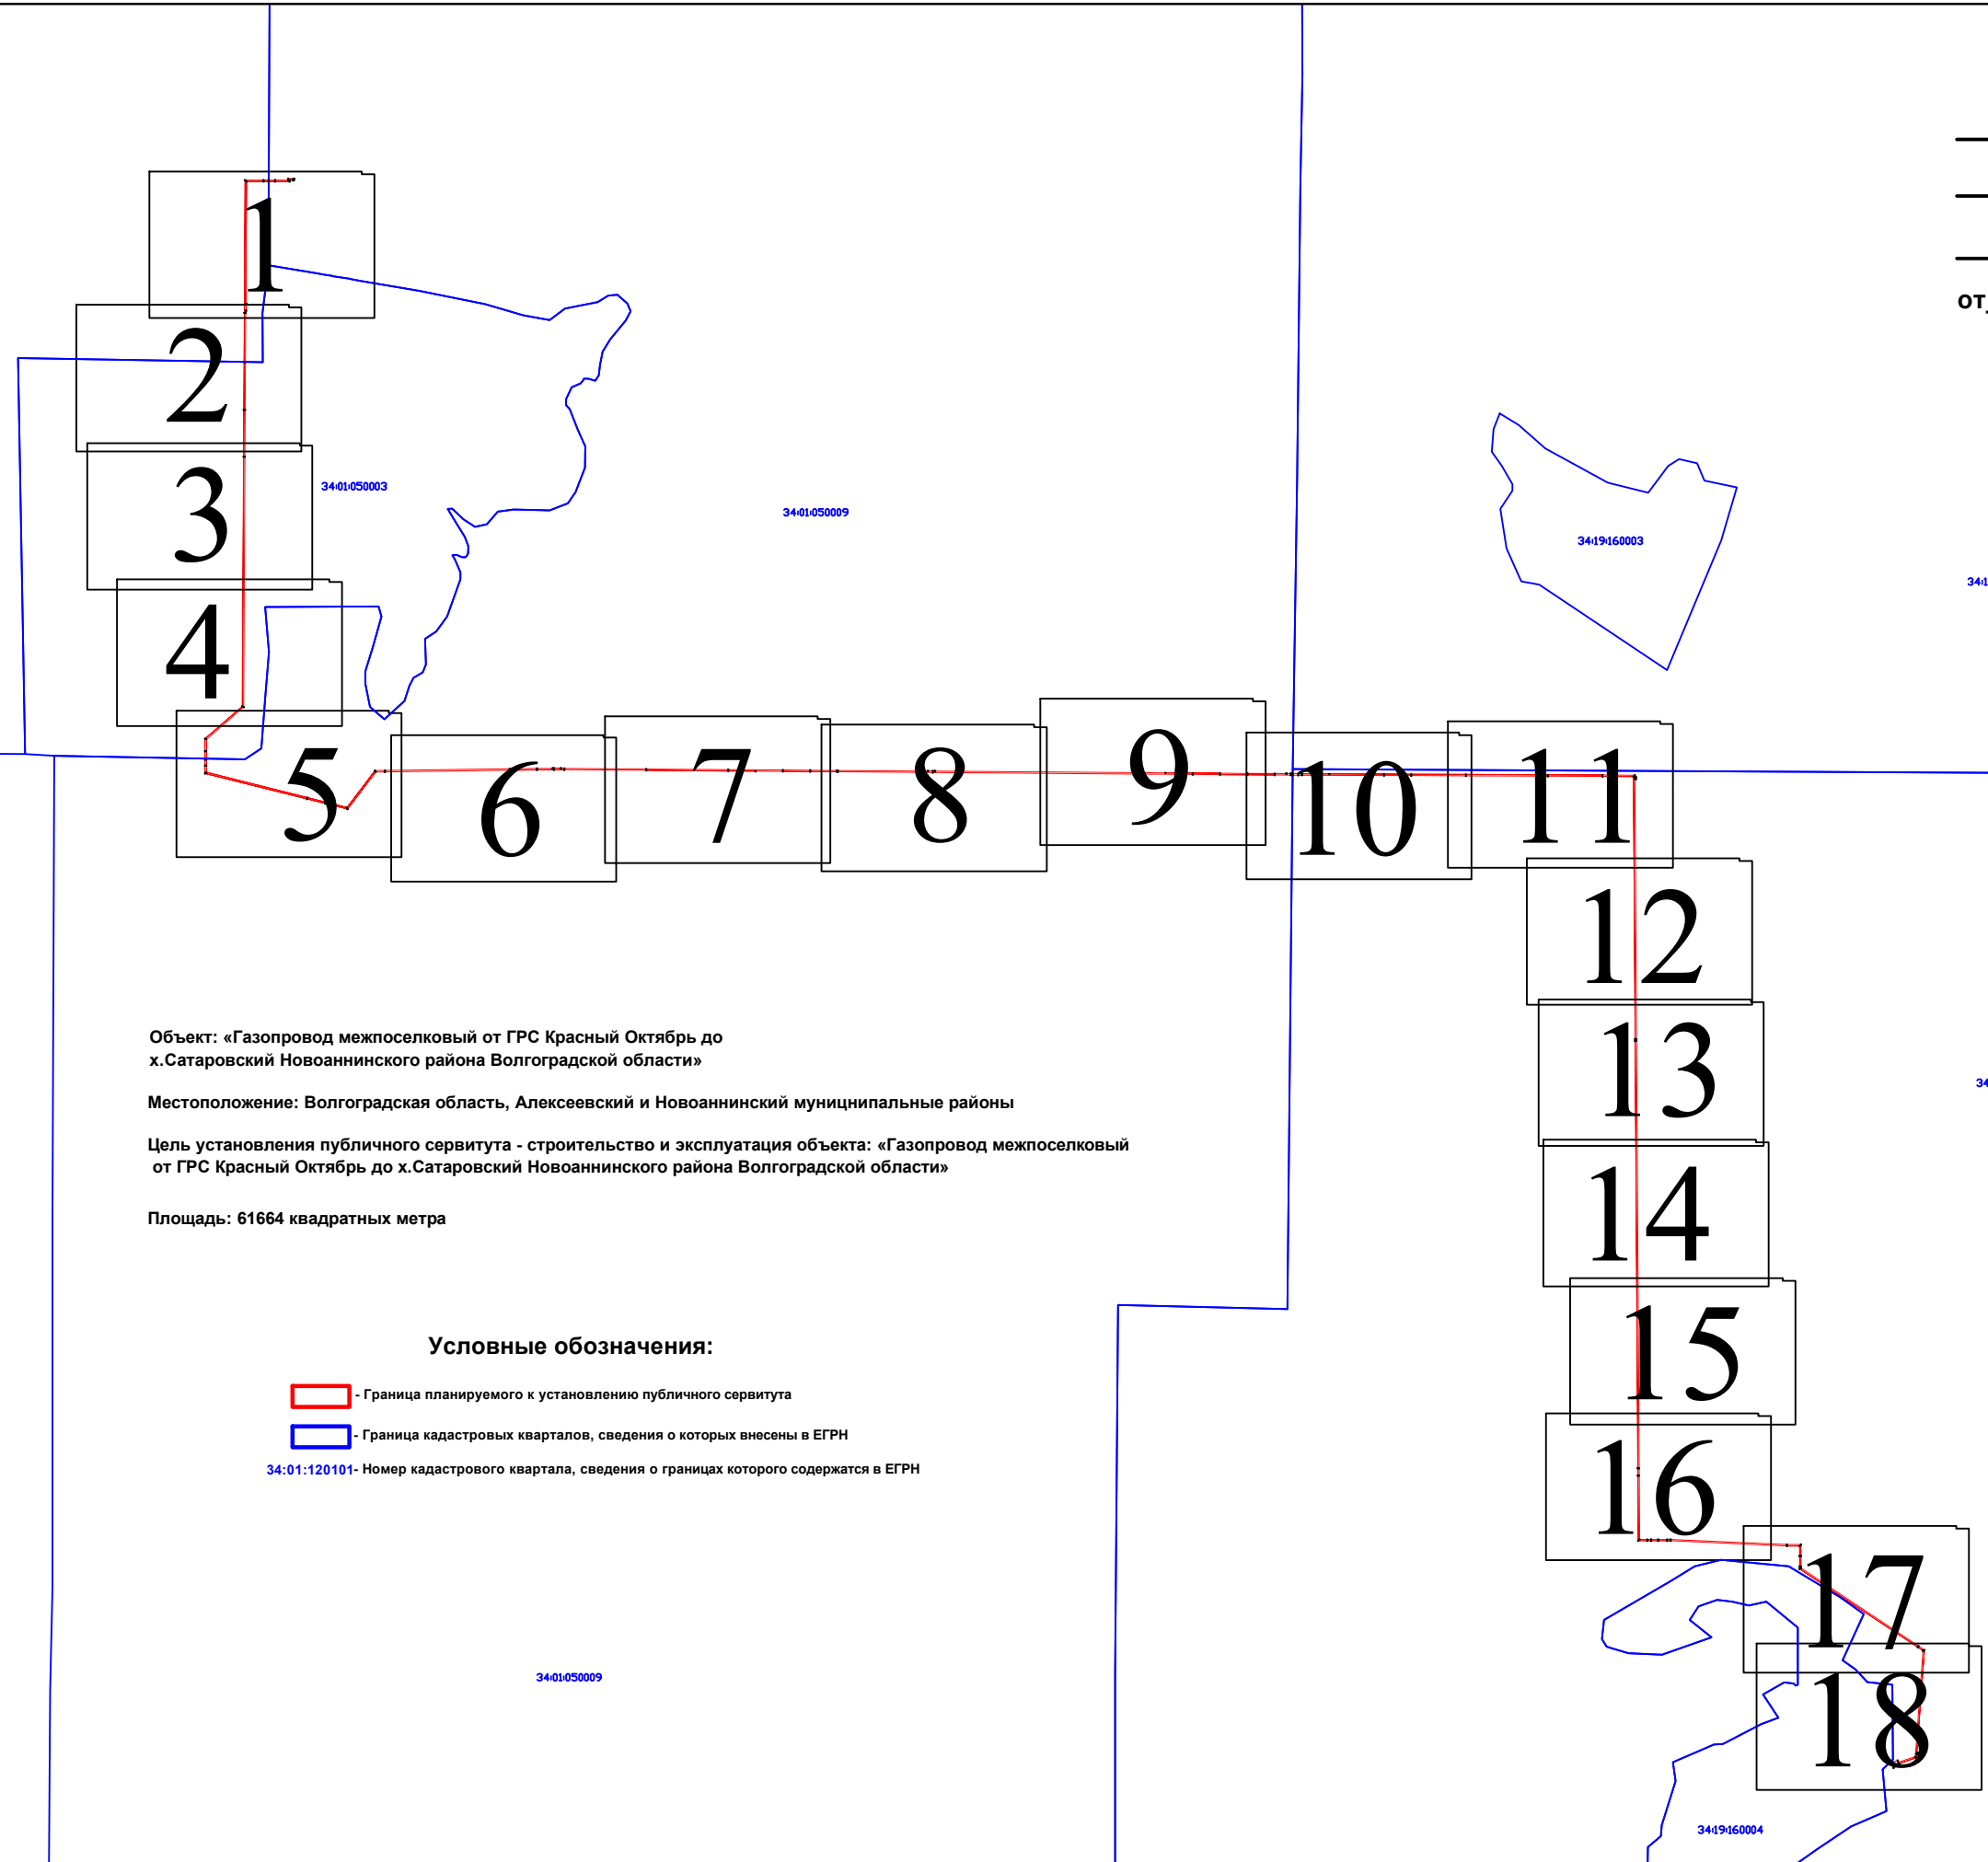 от
1
2
3
34:01:050003
34:01:050009
34:19:160003
34:1
4
5
6
7
8
9
10
11
12
13
14
15
16
17
18
Объект: «Газопровод межпоселковый от ГРС Красный Октябрь до
х.Сатаровский Новоаннинского района Волгоградской области»
Местоположение: Волгоградская область, Алексеевский и Новоаннинский муницнипальные районы
34
Цель установления публичного сервитута - строительство и эксплуатация объекта: «Газопровод межпоселковый
от ГРС Красный Октябрь до х.Сатаровский Новоаннинского района Волгоградской области»
Площадь: 61664 квадратных метра
Условные обозначения:
- Граница планируемого к установлению публичного сервитута
- Граница кадастровых кварталов, сведения о которых внесены в ЕГРН
34:01:120101- Номер кадастрового квартала, сведения о границах которого содержатся в ЕГРН
34:01:050009
34:19:160004